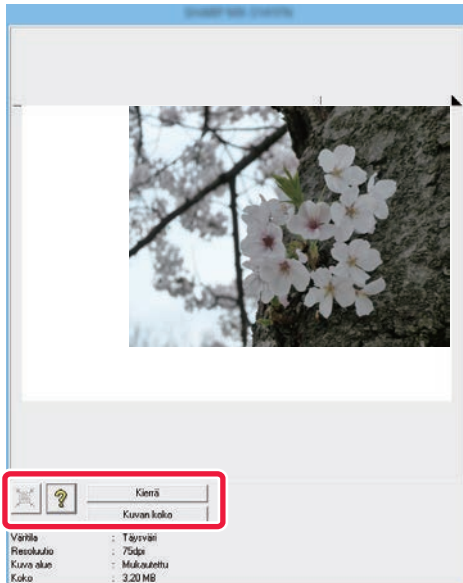 ?
Kierrä
Kuvan koko
Väritila : Täysväri
Resoluutio : 75dpi
Kuva alue : Mukautettu
Koko : 3,20 MB